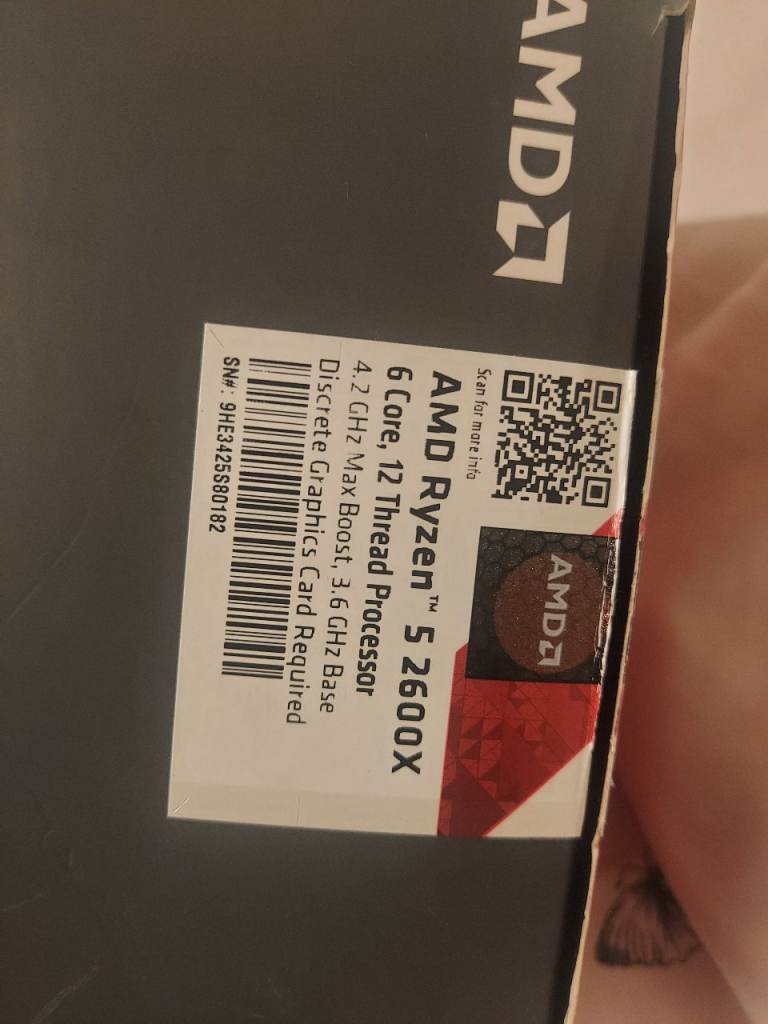 AMD
Scan for more info
AMD
AMD Ryzen™ 5 2600X
6 Core, 12 Thread Processor
4.2 GHz Max Boost, 3.6 GHz Base
Discrete Graphics Card Required
SN#: 9HE3425S80182